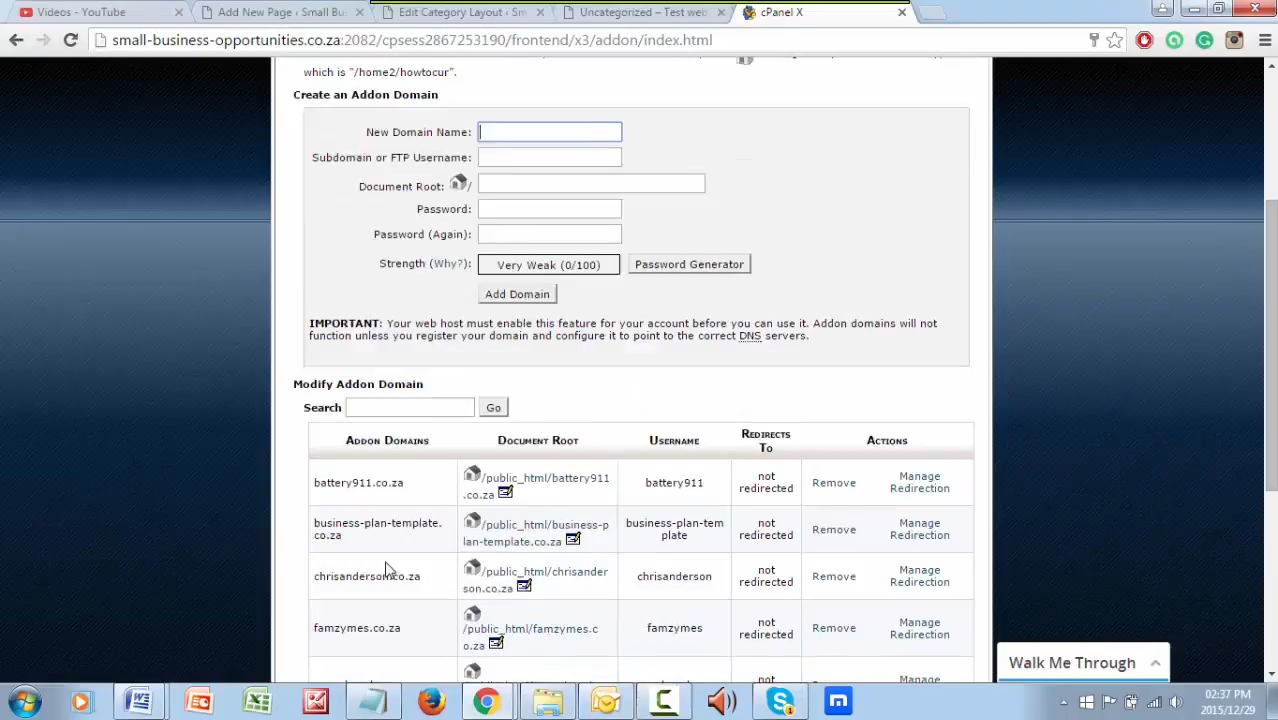 Videos - YouTube
Add New Page ‹ Small Bu
Edit Category Layout ‹ Sm
Uncategorized – Test web
cPanel X
small-business-opportunities.co.za:2082/cpsess2867253190/frontend/x3/addon/index.html
which is "/home2/howtocur".
Create an Addon Domain
New Domain Name:
Subdomain or FTP Username:
Document Root: /
Password:
Password (Again):
Strength (Why?): Very Weak (0/100) Password Generator
Add Domain
IMPORTANT: Your web host must enable this feature for your account before you can use it. Addon domains will not
function unless you register your domain and configure it to point to the correct DNS servers.
Modify Addon Domain
Search Go
Addon Domains Document Root Username Redirects To Actions
battery911.co.za /public_html/battery911 .co.za battery911 not redirected Remove Manage Redirection
business-plan-template. co.za /public_html/business-p lan-template.co.za business-plan-tem plate not redirected Remove Manage Redirection
chrisanderson.co.za /public_html/chrisander son.co.za chrisanderson not redirected Remove Manage Redirection
famzymes.co.za /public_html/famzymes.c o.za famzymes not redirected Remove Manage Redirection
Walk Me Through
02:37 PM
2015/12/29